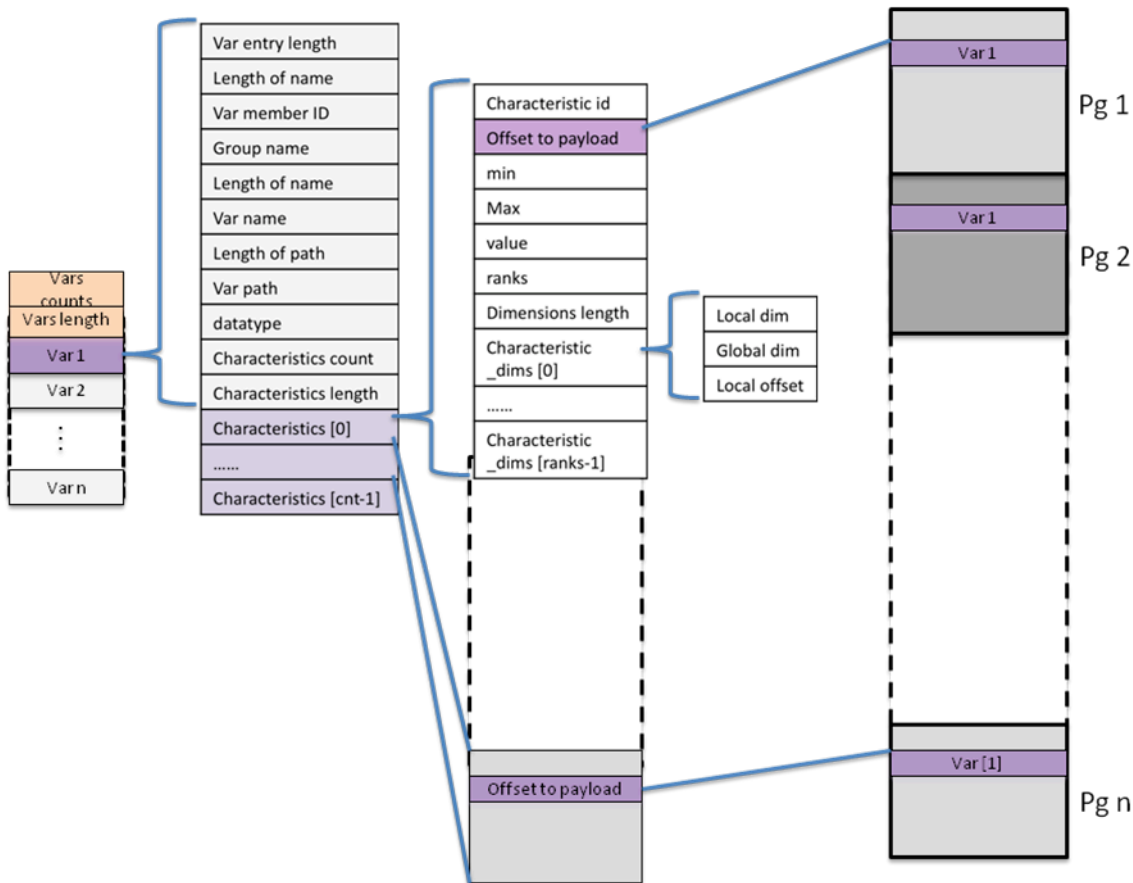 Vars
counts
Vars length
Var 1
Var 2
⋮
Var n
Var entry length
Length of name
Var member ID
Group name
Length of name
Var name
Length of path
Var path
datatype
Characteristics count
Characteristics length
Characteristics [0]
......
Characteristics [cnt-1]
Characteristic id
Offset to payload
min
Max
value
ranks
Dimensions length
Characteristic
_dims [0]
......
Characteristic
_dims [ranks-1]
Offset to payload
Local dim
Global dim
Local offset
Var 1
Pg 1
Var 1
Pg 2
Var [1]
Pg n